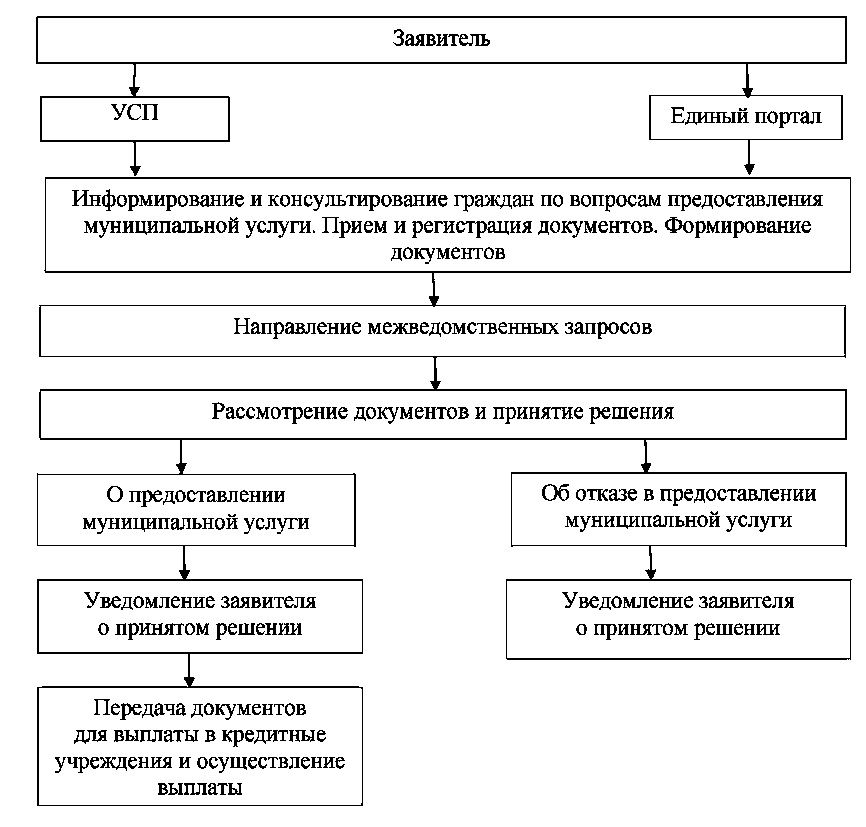 Заявитель
УСП
Единый портал
Информирование и консультирование граждан по вопросам предоставления
муниципальной услуги. Прием и регистрация документов. Формирование
документов
Направление межведомственных запросов
Рассмотрение документов и принятие решения
О предоставлении
муниципальной услуги
Об отказе в предоставлении
муниципальной услуги
Уведомление заявителя
о принятом решении
Уведомление заявителя
о принятом решении
Передача документов
для выплаты в кредитные
учреждения и осуществление
выплаты